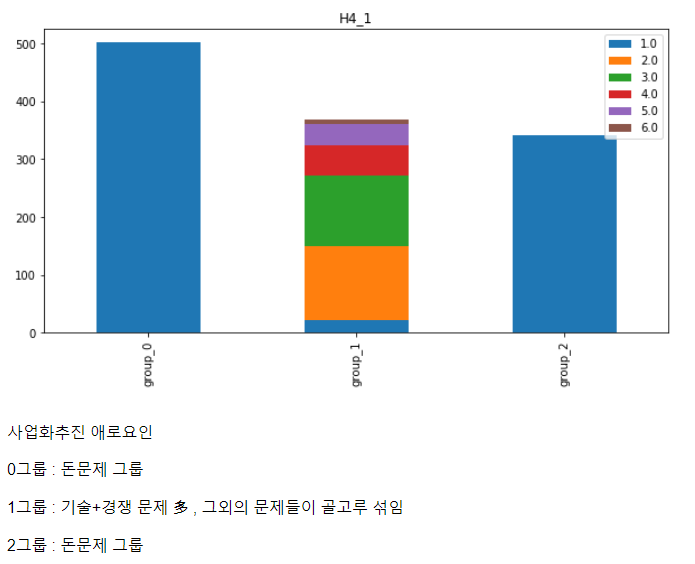 H4_1
500
400
300
200
100
0
1.0
2.0
3.0
4.0
5.0
6.0
group_0
group_1
group_2
사업화추진 애로요인
0그룹 : 돈문제 그룹
1그룹 : 기술+경쟁 문제 多 , 그외의 문제들이 골고루 섞임
2그룹 : 돈문제 그룹